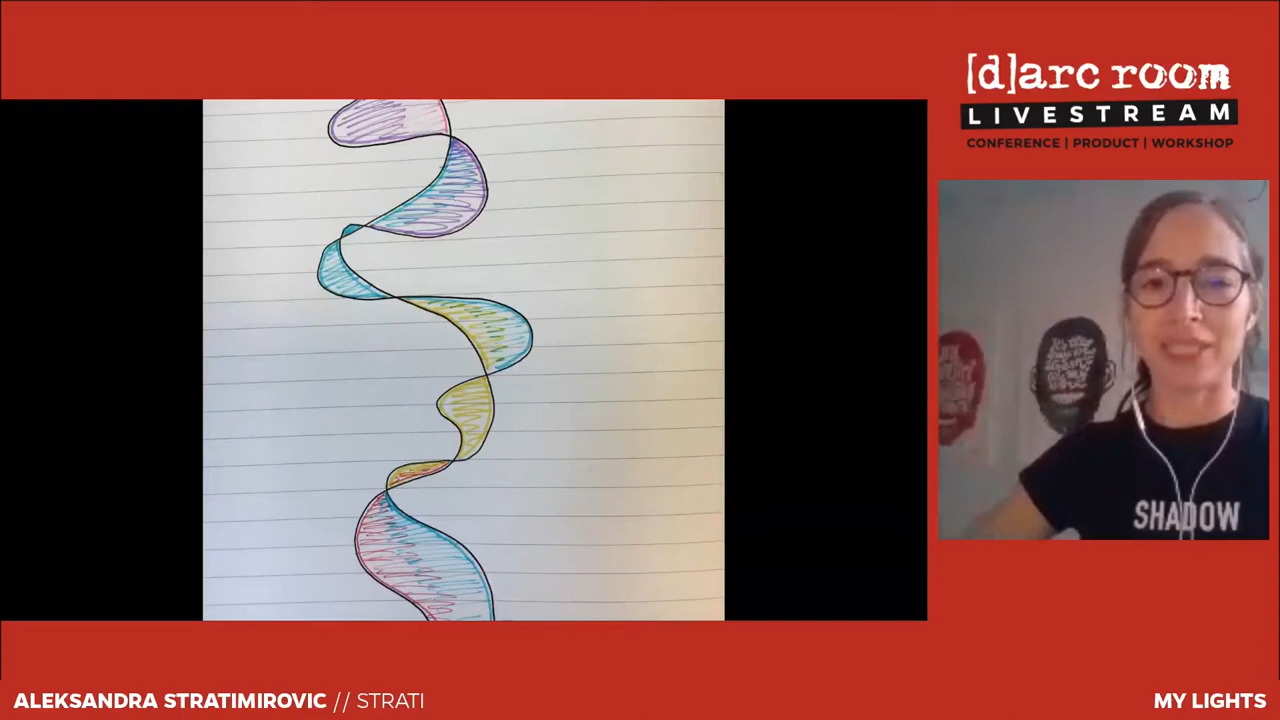 [d]arc room
LIVESTREAM
CONFERENCE | PRODUCT | WORKSHOP
SHADOW
ALEKSANDRA STRATIMIROVIC // STRATI
MY LIGHTS